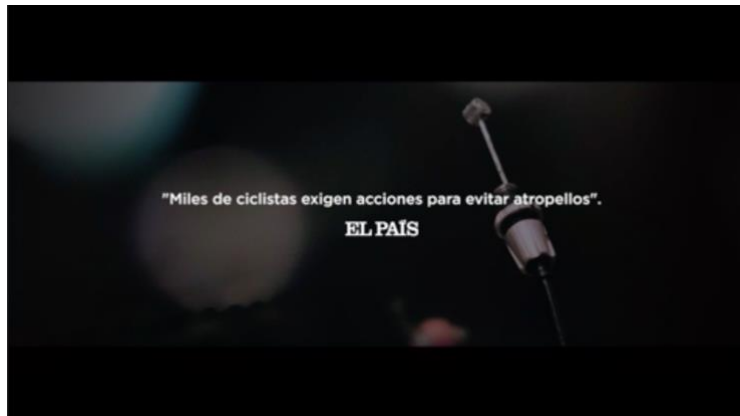 "Miles de ciclistas exigen acciones para evitar atropellos".
EL PAÍS